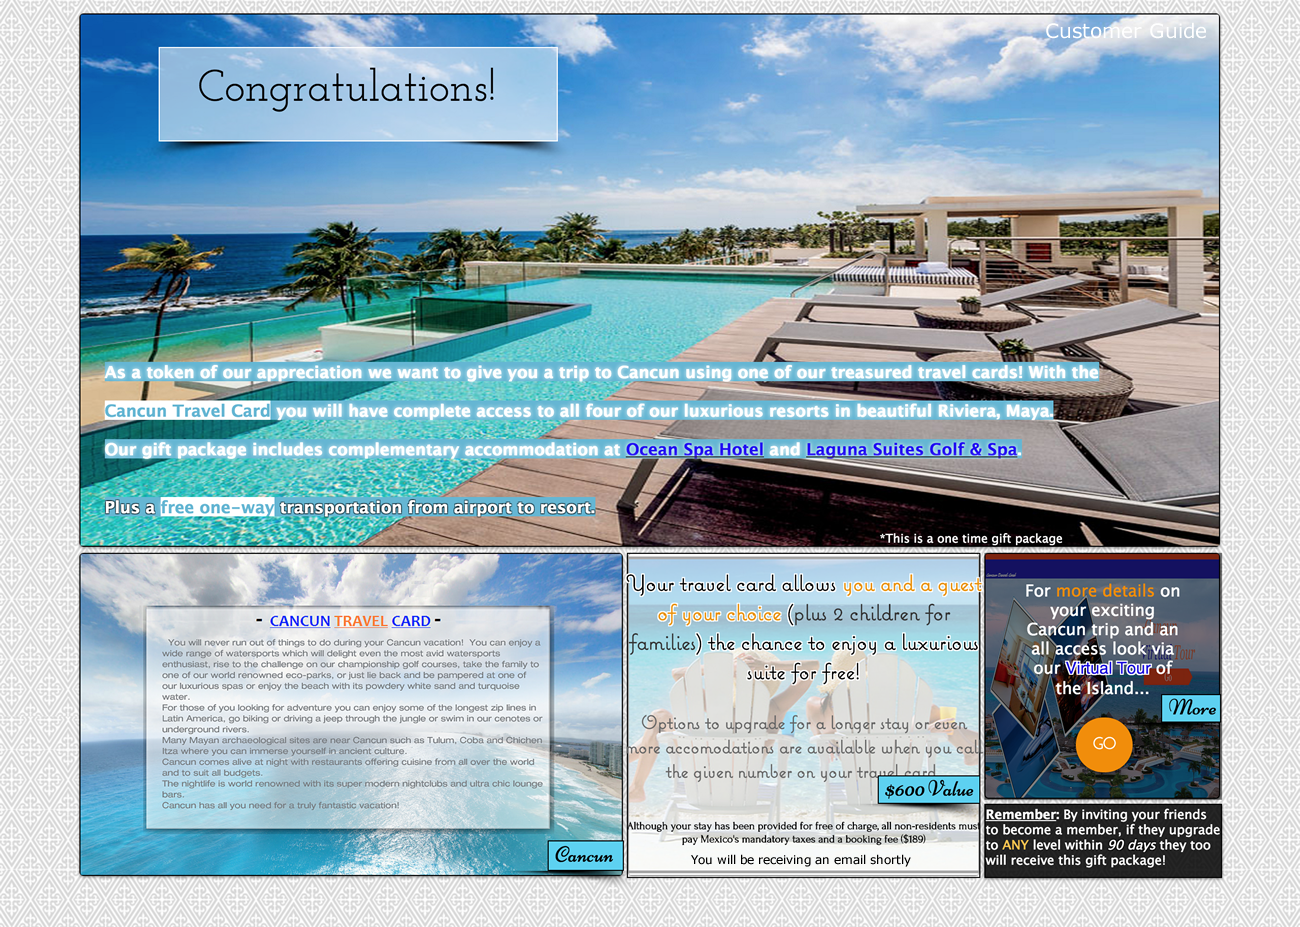 Customer Guide
Congratulations!
As a token of our appreciation we want to give you a trip to Cancun using one of our treasured travel cards! With the
Cancun Travel Card you will have complete access to all four of our luxurious resorts in beautiful Riviera, Maya.
Our gift package includes complementary accommodation at Ocean Spa Hotel and Laguna Suites Golf & Spa.
Plus a free one-way transportation from airport to resort.
*This is a one time gift package
- CANCUN TRAVEL CARD -
You will never run out of things to do during your Cancun vacation! You can enjoy a
wide range of watersports which will delight even the most avid watersports
enthusiast, rise to the challenge on our championship golf courses, take the family to
one of our world renowned eco-parks, or just lie back and be pampered at one of
our luxurious spas or enjoy the beach with its powdery white sand and turquoise
water.
For those of you looking for adventure you can enjoy some of the longest zip lines in
Latin America, go biking or driving a jeep through the jungle or swim in our cenotes or
underground rivers.
Many Mayan archaeological sites are near Cancun such as Tulum, Coba and Chichen
Itza where you can immerse yourself in ancient culture.
Cancun comes alive at night with restaurants offering cuisine from all over the world
and to suit all budgets.
The nightlife is world renowned with its super modern nightclubs and ultra chic lounge
bars.
Cancun has all you need for a truly fantastic vacation!
Cancun
Your travel card allows you and a guest
of your choice (plus 2 children for
families) the chance to enjoy a luxurious
suite for free!
Options to upgrade for a longer stay or even
more accomodations are available when you call
the given number on your travel card.
$600 Value
Although your stay has been provided for free of charge, all non-residents must
pay Mexico's mandatory taxes and a booking fee ($189)
You will be receiving an email shortly
For more details on
your exciting
Cancun trip and an
all access look via
our Virtual Tour of
the Island...
More
GO
Remember: By inviting your friends
to become a member, if they upgrade
to ANY level within 90 days they too
will receive this gift package!